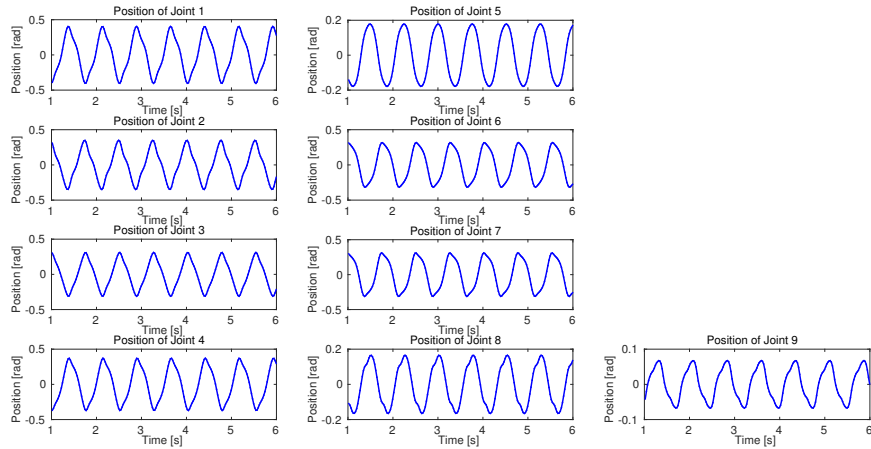 Position of Joint 1
Position [rad]
0.5
0
-0.5
1 2 3 4 5 6
Time [s]
Position of Joint 5
Position [rad]
0.2
0
-0.2
1 2 3 4 5 6
Time [s]
Position of Joint 2
Position [rad]
0.5
0
-0.5
1 2 3 4 5 6
Time [s]
Position of Joint 6
Position [rad]
0.5
0
-0.5
1 2 3 4 5 6
Time [s]
Position of Joint 3
Position [rad]
0.5
0
-0.5
1 2 3 4 5 6
Time [s]
Position of Joint 7
Position [rad]
0.5
0
-0.5
1 2 3 4 5 6
Time [s]
Position of Joint 4
Position [rad]
0.5
0
-0.5
1 2 3 4 5 6
Time [s]
Position of Joint 8
Position [rad]
0.2
0
-0.2
1 2 3 4 5 6
Time [s]
Position of Joint 9
Position [rad]
0.1
0
-0.1
1 2 3 4 5 6
Time [s]